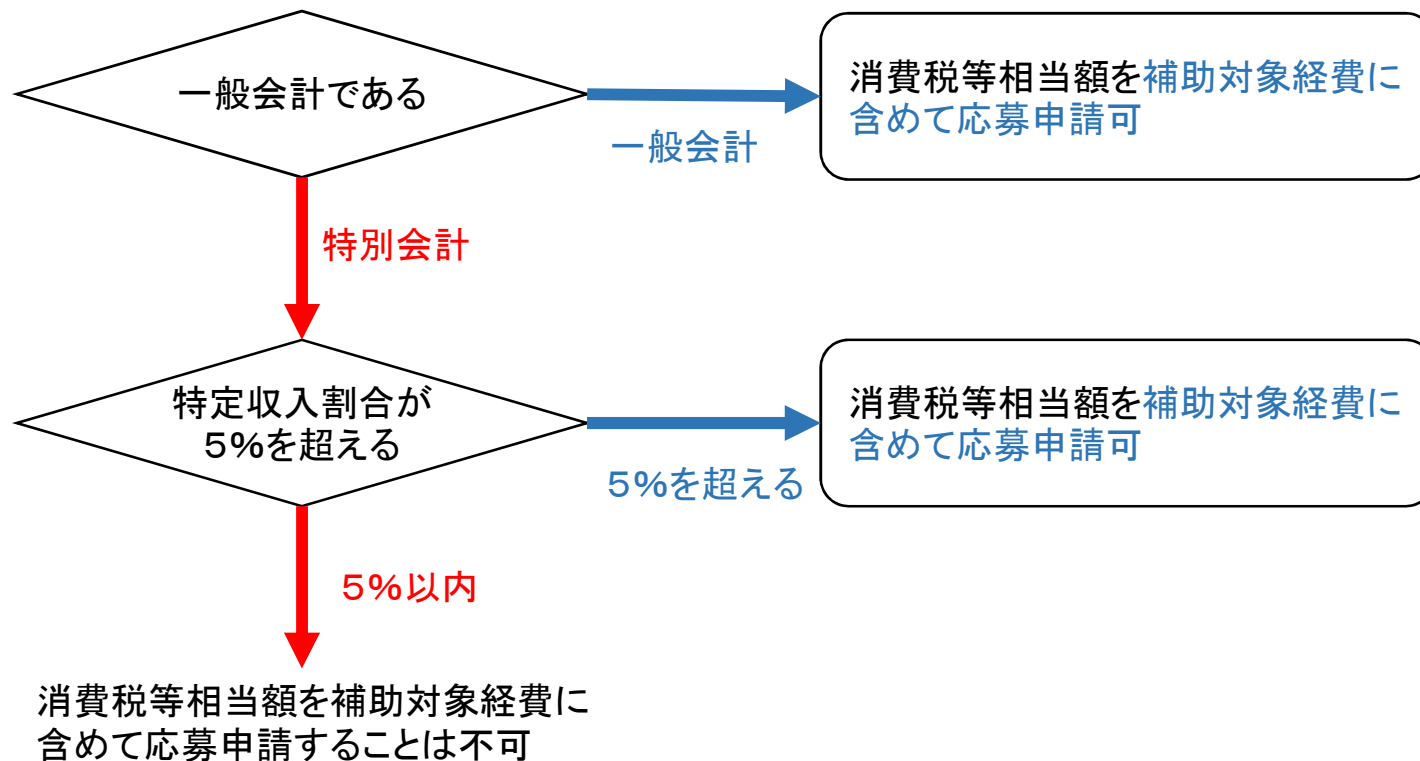 一般会計である
消費税等相当額を補助対象経費に
含めて応募申請可
一般会計
特別会計
特定収入割合が
5%を超える
消費税等相当額を補助対象経費に
含めて応募申請可
5%を超える
5%以内
消費税等相当額を補助対象経費に
含めて応募申請することは不可